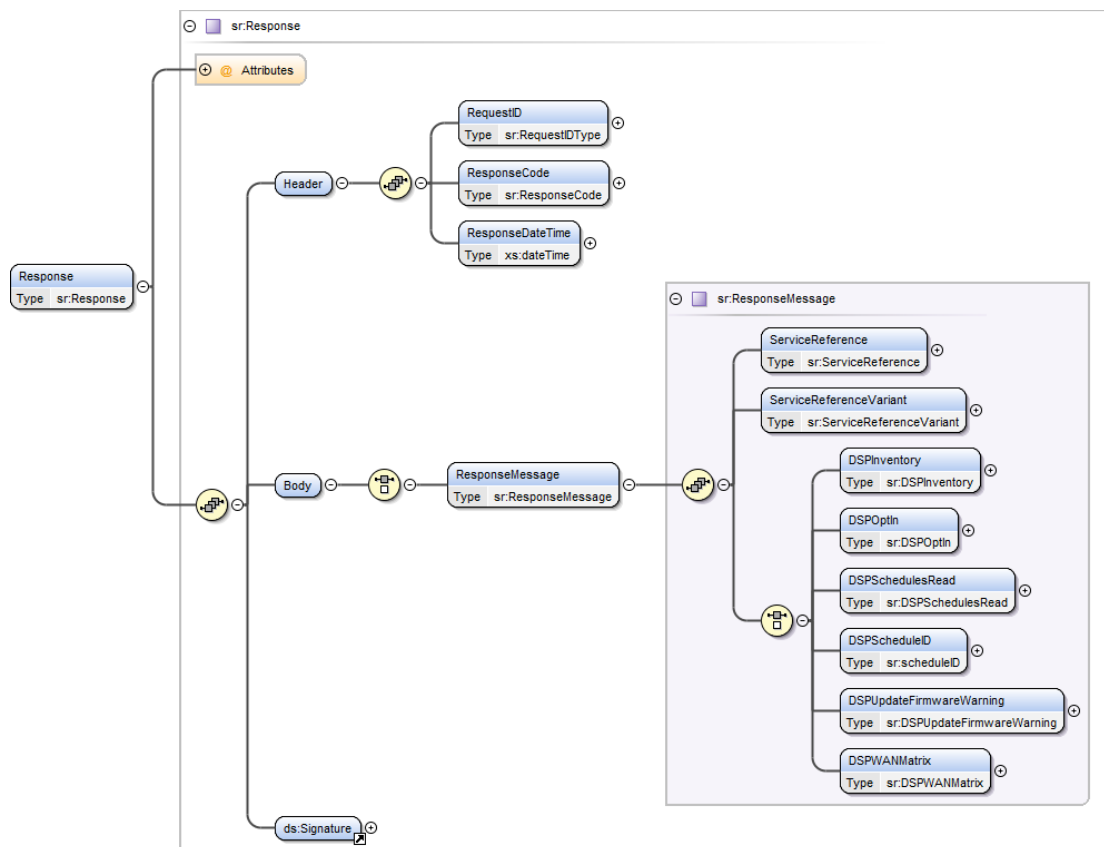 sr:Response
@ Attributes
RequestID
Type sr:RequestIDType
Header
ResponseCode
Type sr:ResponseCode
ResponseDateTime
Type xs:dateTime
Response
Type sr:Response
sr:ResponseMessage
ServiceReference
Type sr:ServiceReference
ServiceReferenceVariant
Type sr:ServiceReferenceVariant
Body
ResponseMessage
Type sr:ResponseMessage
DSPInventory
Type sr:DSPInventory
DSPOptIn
Type sr:DSPOptIn
DSPSchedulesRead
Type sr:DSPSchedulesRead
DSPScheduleID
Type sr:scheduleID
DSPUpdateFirmwareWarning
Type sr:DSPUpdateFirmwareWarning
DSPWANMatrix
Type sr:DSPWANMatrix
ds:Signature